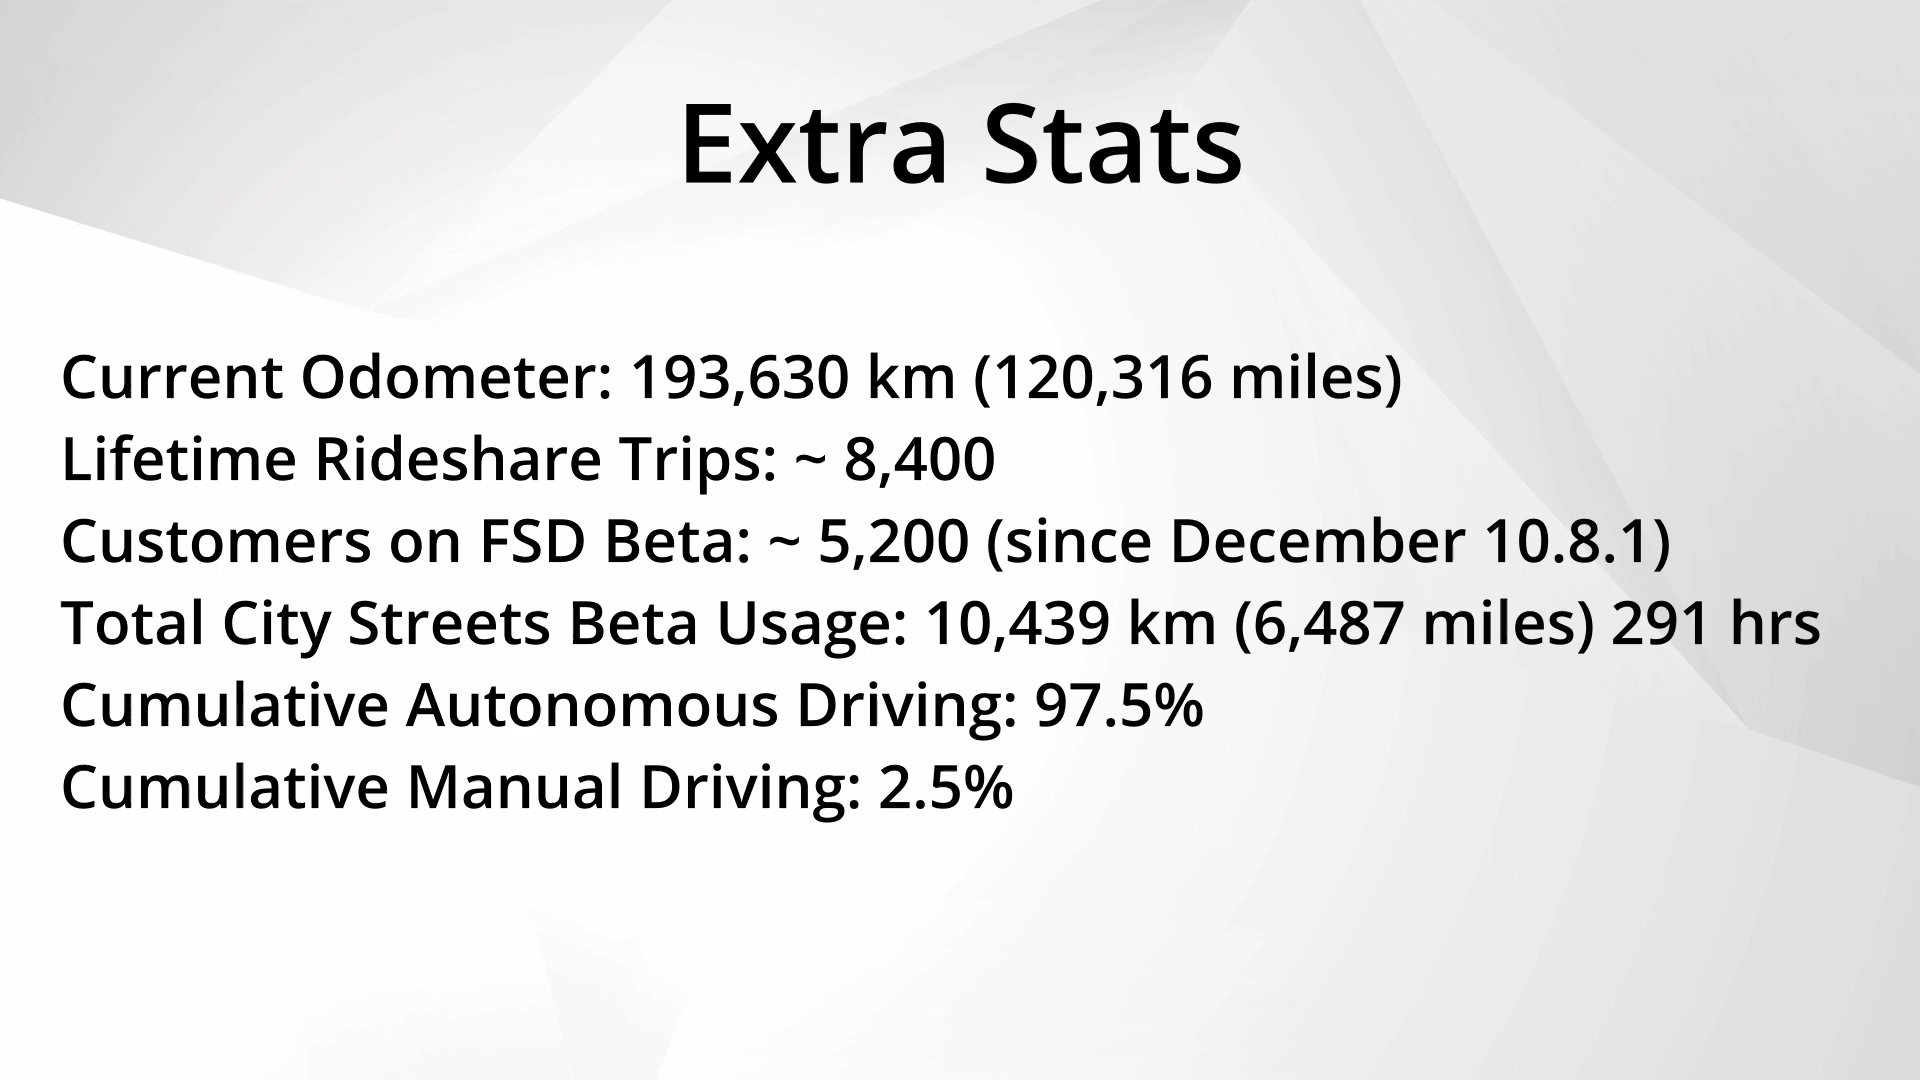 Extra Stats
Current Odometer: 193,630 km (120,316 miles)
Lifetime Rideshare Trips: ~ 8,400
Customers on FSD Beta: ~ 5,200 (since December 10.8.1)
Total City Streets Beta Usage: 10,439 km (6,487 miles) 291 hrs
Cumulative Autonomous Driving: 97.5%
Cumulative Manual Driving: 2.5%